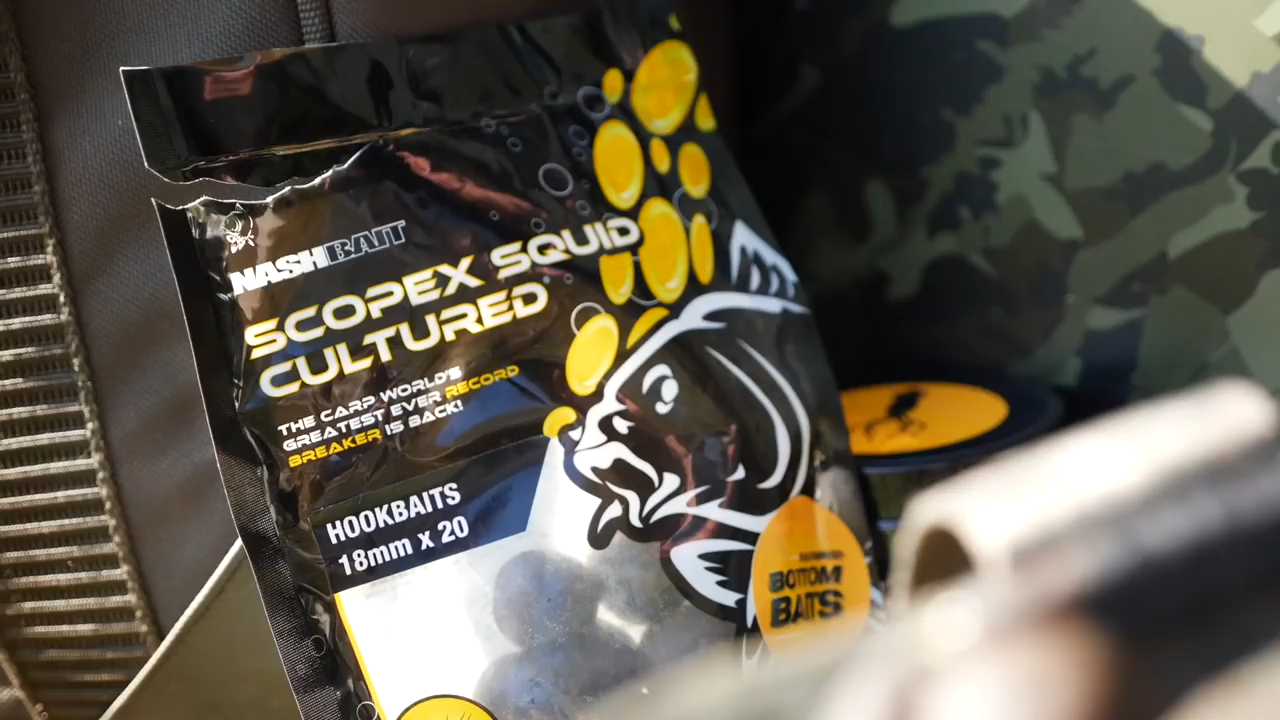 NASHBAIT
SCOPEX SQUID
CULTURED
THE CARP WORLD'S
GREATEST EVER RECORD
BREAKER IS BACK!
HOOKBAITS
18mm x 20
BOTTOM
BAITS